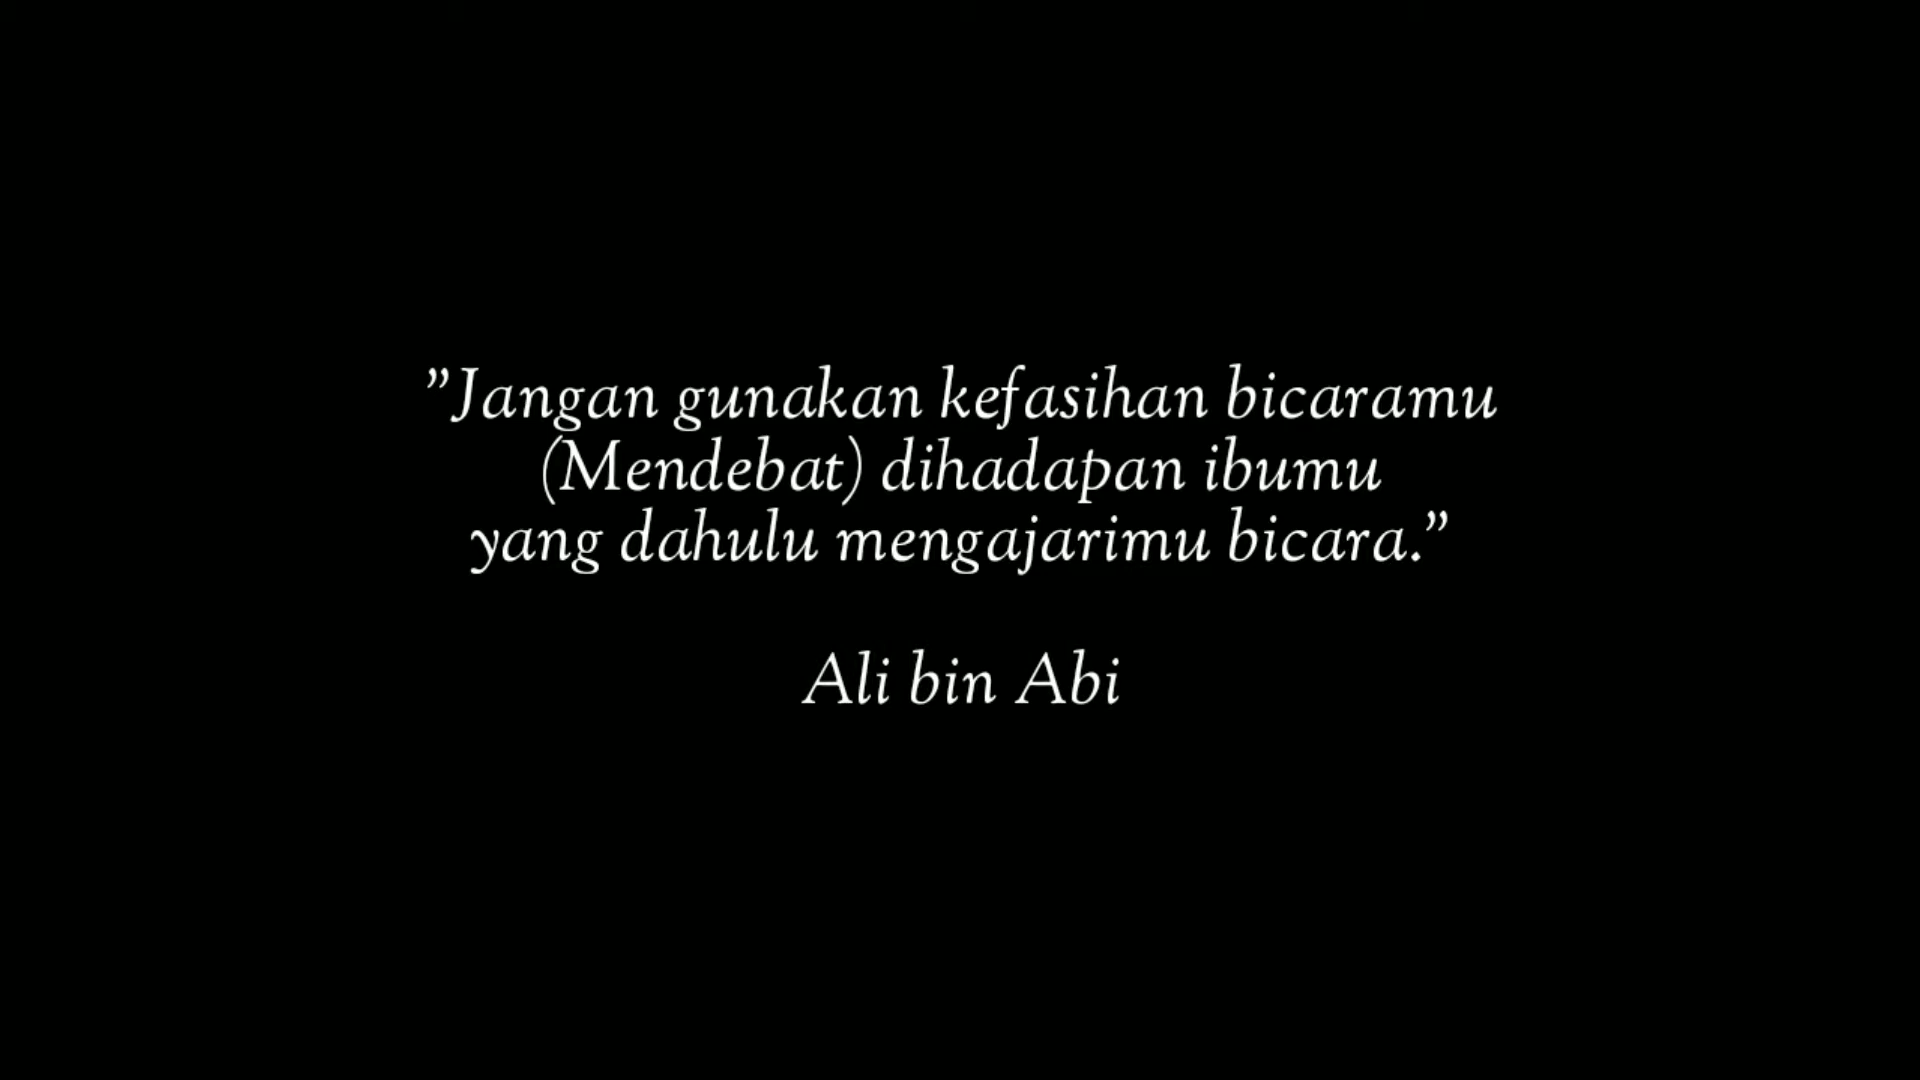 ”Jangan gunakan kefasihan bicaramu
(Mendebat) dihadapan ibumu
yang dahulu mengajarimu bicara.”
Ali bin Abi